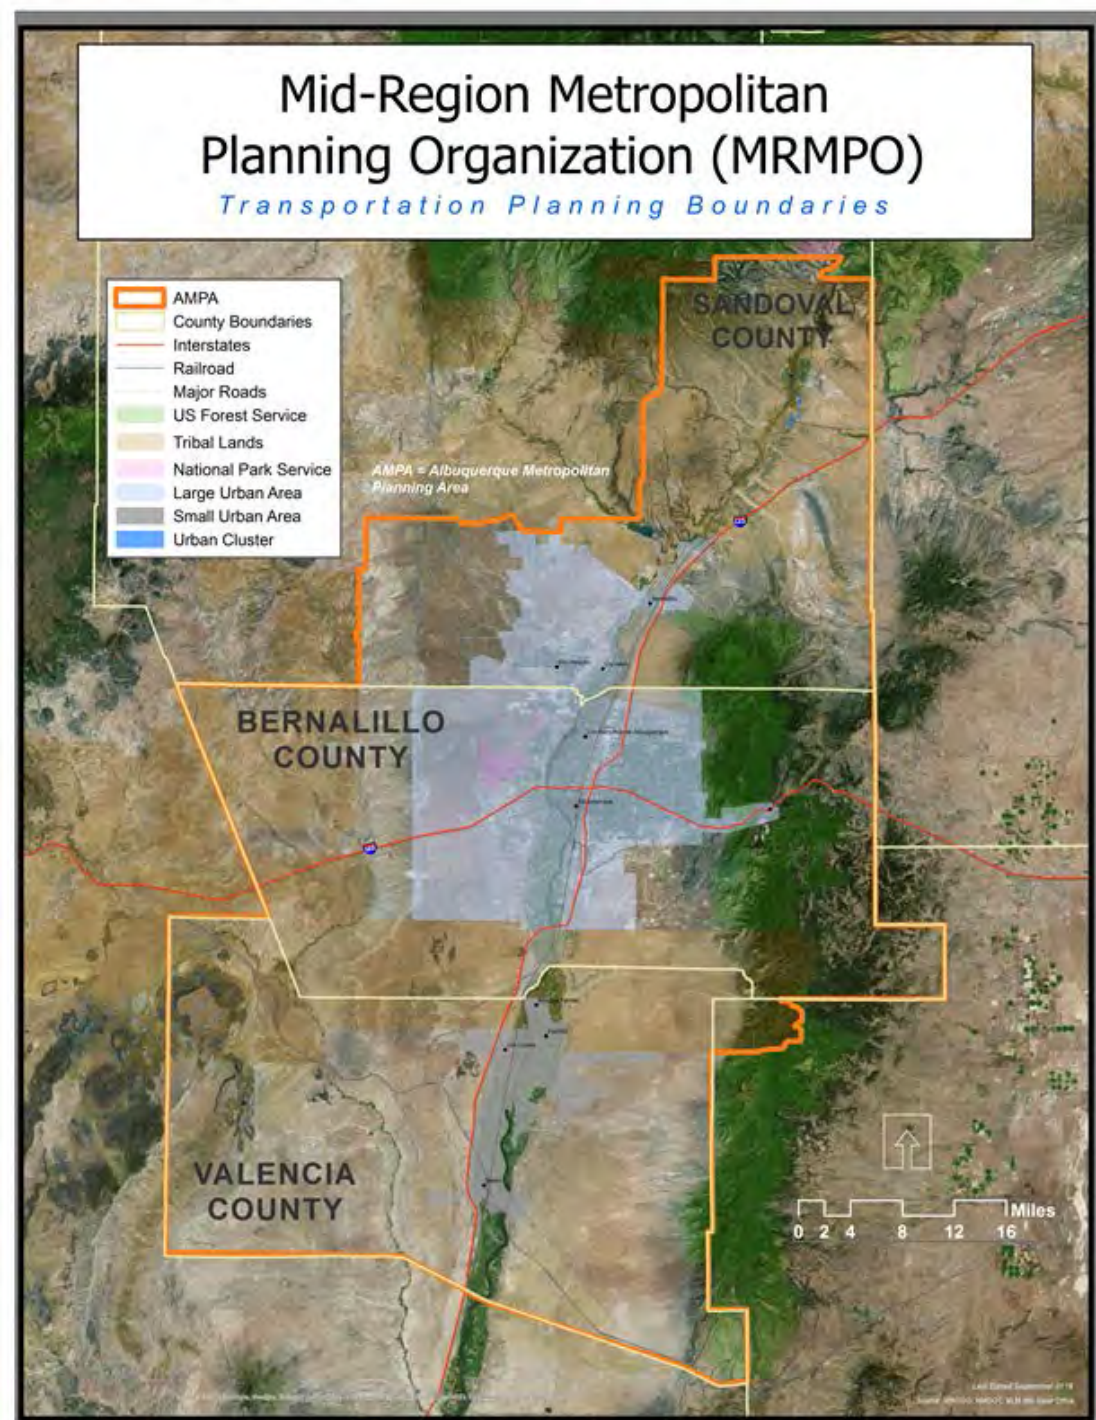 Mid-Region Metropolitan
Planning Organization (MRMPO)
Transportation Planning Boundaries
AMPA
County Boundaries
Interstates
Railroad
Major Roads
US Forest Service
Tribal Lands
National Park Service
Large Urban Area
Small Urban Area
Urban Cluster
SANDOVAL
COUNTY
AMPA = Albuquerque Metropolitan
Planning Area
BERNALILLO
COUNTY
VALENCIA
COUNTY
Miles
0 2 4 8 12 16